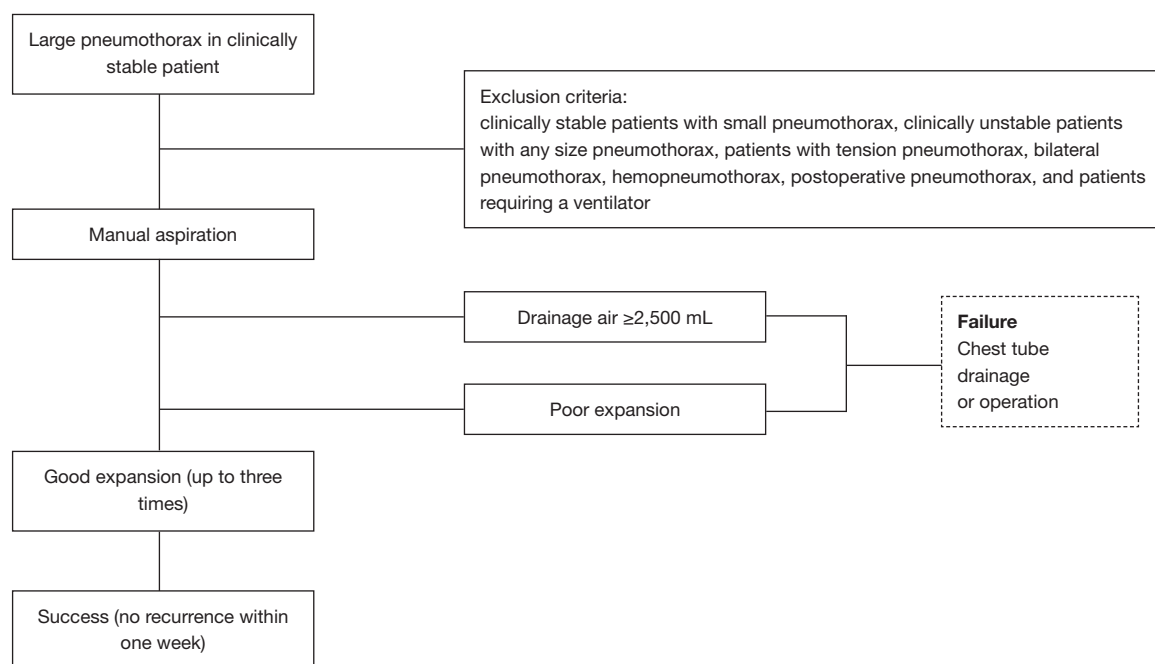 Large pneumothorax in clinically
stable patient
Exclusion criteria:
clinically stable patients with small pneumothorax, clinically unstable patients
with any size pneumothorax, patients with tension pneumothorax, bilateral
pneumothorax, hemopneumothorax, postoperative pneumothorax, and patients
requiring a ventilator
Manual aspiration
Drainage air ≥2,500 mL
Failure
Chest tube
drainage
or operation
Poor expansion
Good expansion (up to three
times)
Success (no recurrence within
one week)